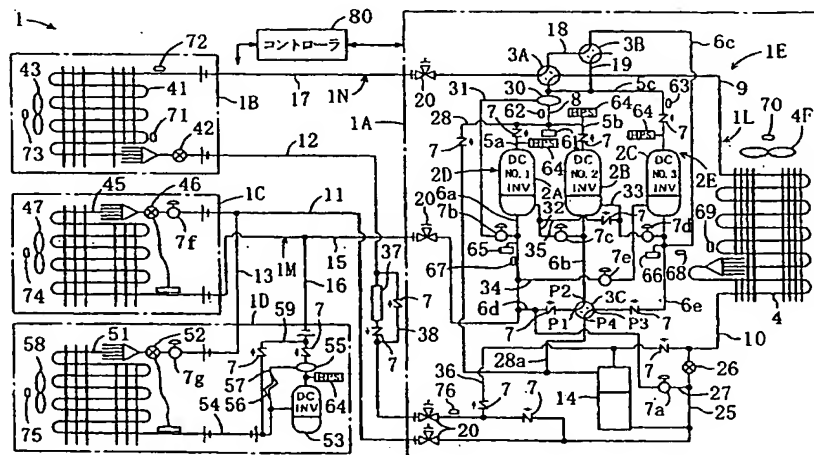 1
80
コントローラ
72
43
41
1B
17
1N
20
1A
71
73
42
12
45
46
1C
11
47
7f
13
1M
15
74
16
1D
59
7
51
52
58
7g
57
55
56
HPS
64
DC
INV
75
54
53
37
7
38
7
76
20
36
7
7
18
3A
3B
6c
1E
19
9
31
30
5c
63
1L
70
4F
28
62
8
HPS
64
64
7
5b
HPS
7
7
5a
HPS
64
DC
NO.1
INV
DC
NO.2
INV
2C
DC
NO.3
INV
2E
2D
2A
2B
33
6a
20
7b
32
7
7d
65
35
7c
67
6b
7e
66
68
69
34
P2
3C
6e
6d
7
P1
P4
P3
7
4
10
28a
14
7
26
27
7a
25